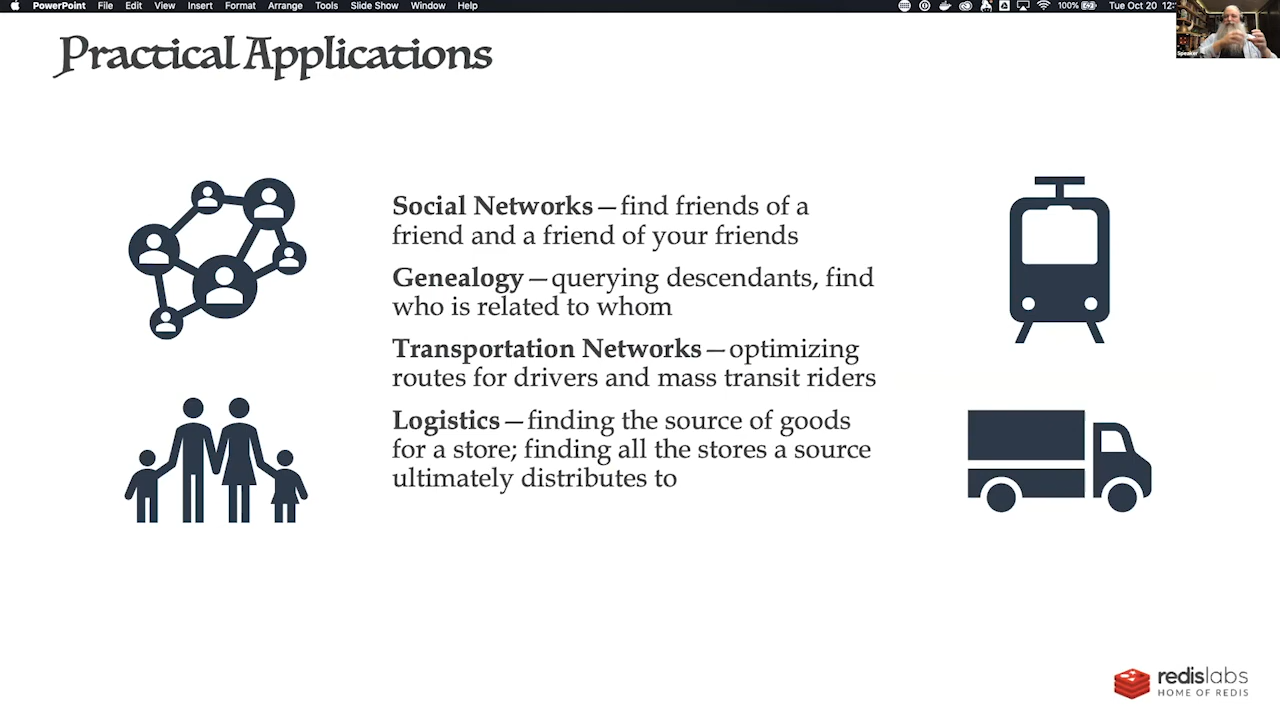 PowerPoint File Edit View Insert Format Arrange Tools Slide Show Window Help 100% Tue Oct 20
Speaker
Practical Applications
Social Networks—find friends of a
friend and a friend of your friends
Genealogy—querying descendants, find
who is related to whom
Transportation Networks—optimizing
routes for drivers and mass transit riders
Logistics—finding the source of goods
for a store; finding all the stores a source
ultimately distributes to
redislabs
HOME OF REDIS